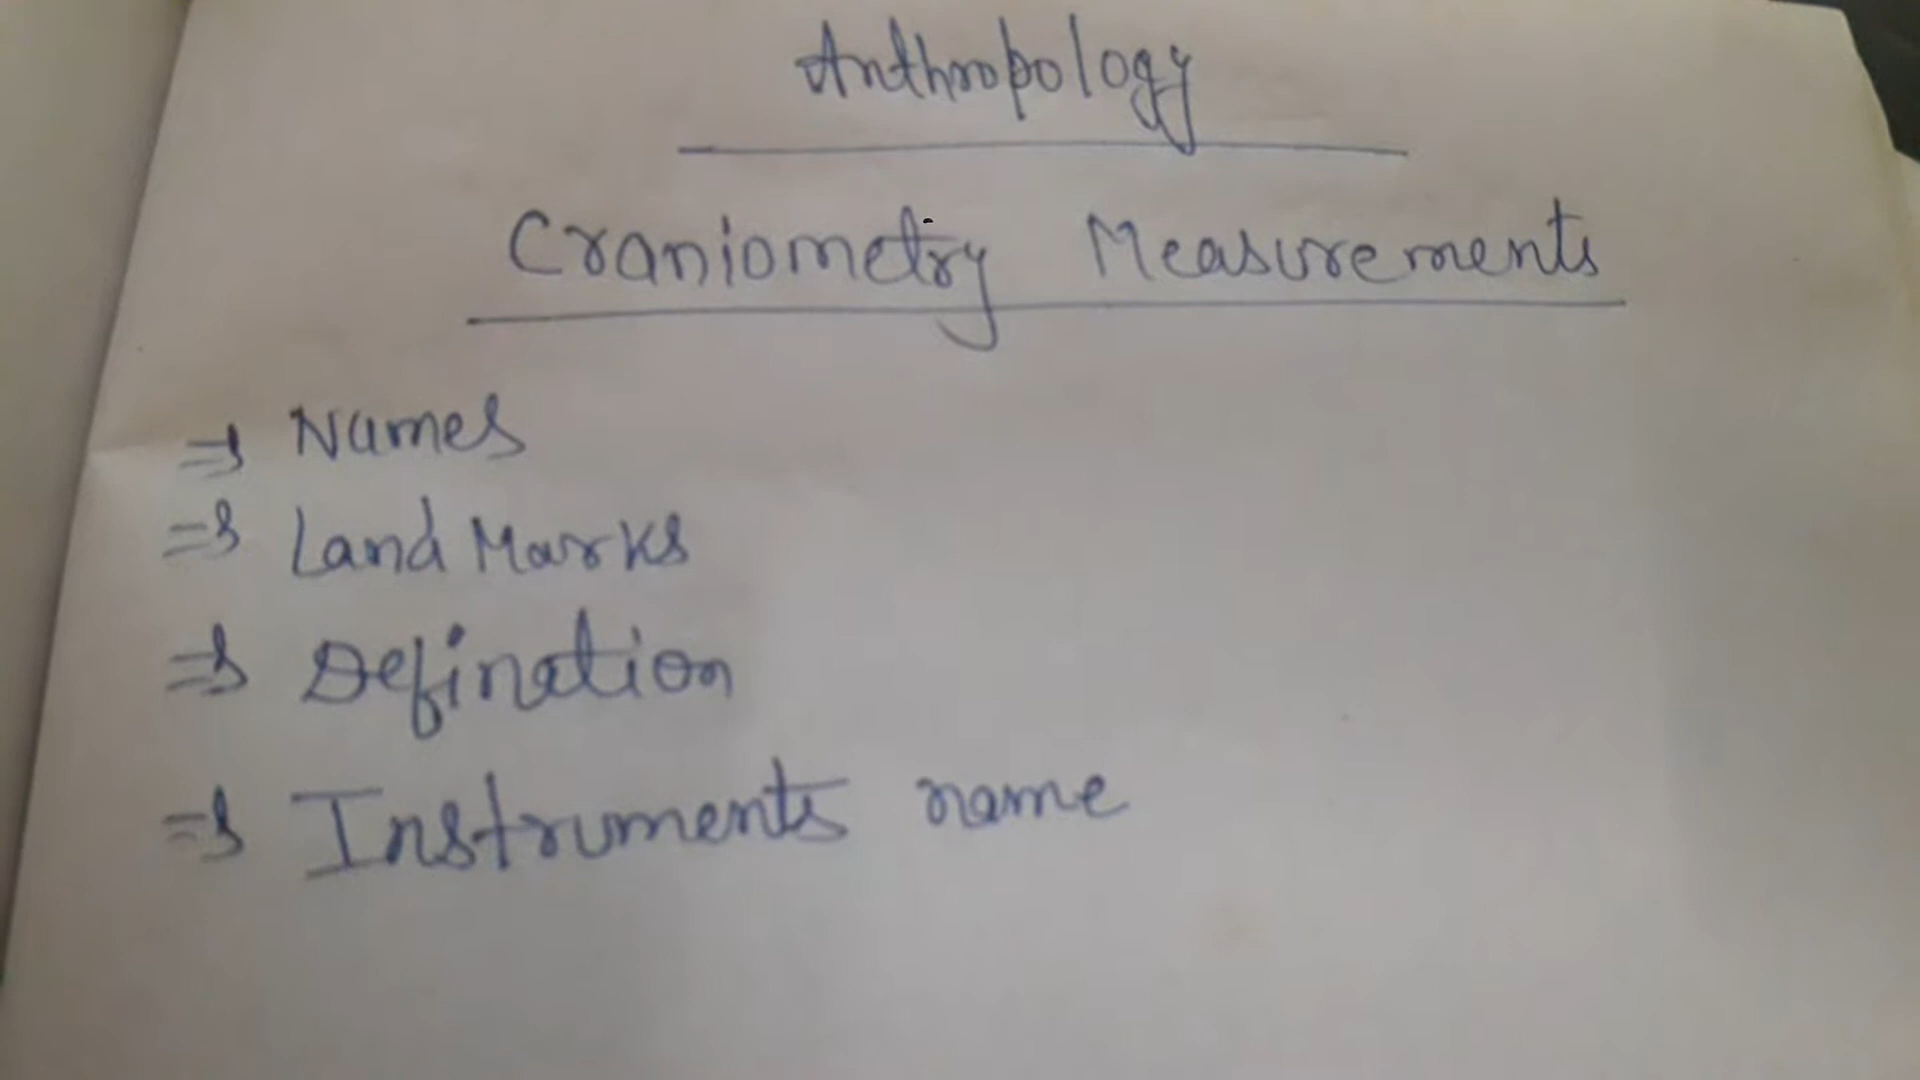 Anthropology
Craniometry Measurements
⇒ Names
⇒ Land Marks
⇒ Defination
⇒ Instruments name